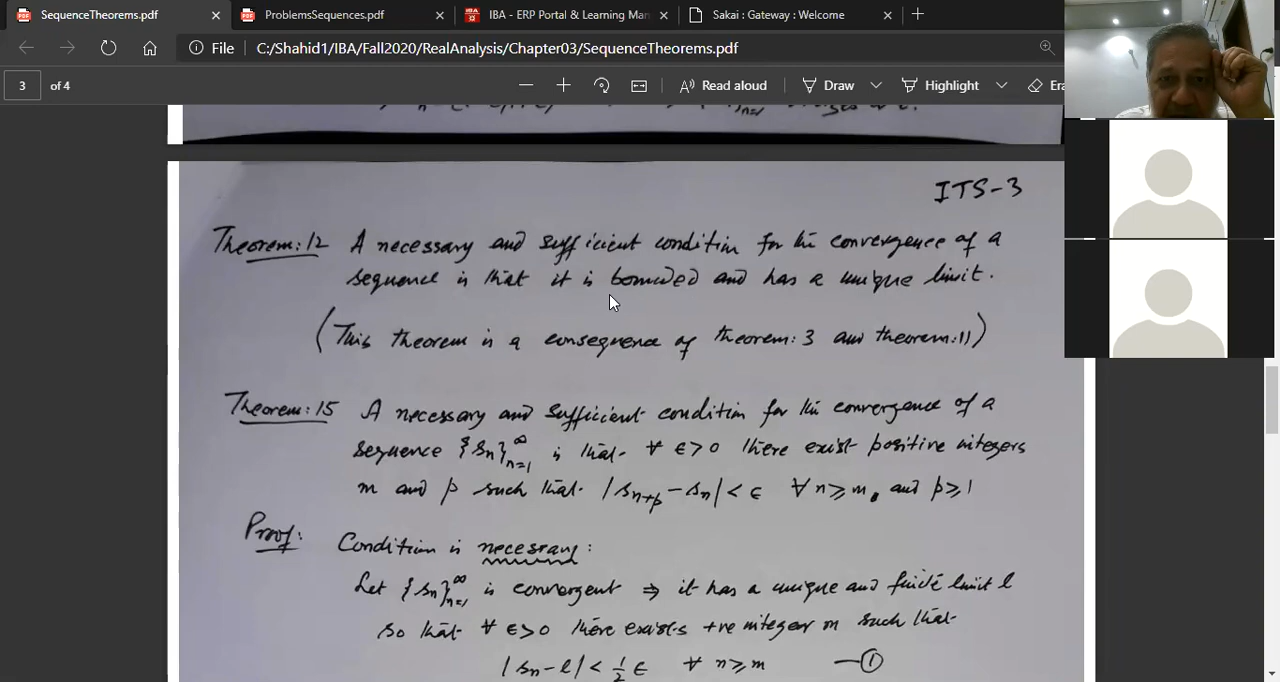 SequenceTheorems.pdf
ProblemsSequences.pdf
IBA - ERP Portal & Learning Man
Sakai : Gateway : Welcome
File C:/Shahid1/IBA/Fall2020/RealAnalysis/Chapter03/SequenceTheorems.pdf
3 of 4
Read aloud
Draw
Highlight
Era
ITS-3
Theorem:12 A necessary and sufficient condition for the convergence of a
sequence is that it is bounded and has a unique limit.
(This theorem is a consequence of theorem: 3 and theorem:11)
Theorem:15 A necessary and sufficient condition for the convergence of a
sequence {Sn}∞n=1 is that ∀ ε>0 there exist positive integers
m and p such that |Sn+p - Sn| < ε ∀ n≥m, and p≥1
Proof: Condition is necessary:
Let {Sn}∞n=1 is convergent ⇒ it has a unique and finite limit l
so that ∀ ε>0 there exists +ve integer m such that
|Sn - l| < 1/2 ε ∀ n≥m —①